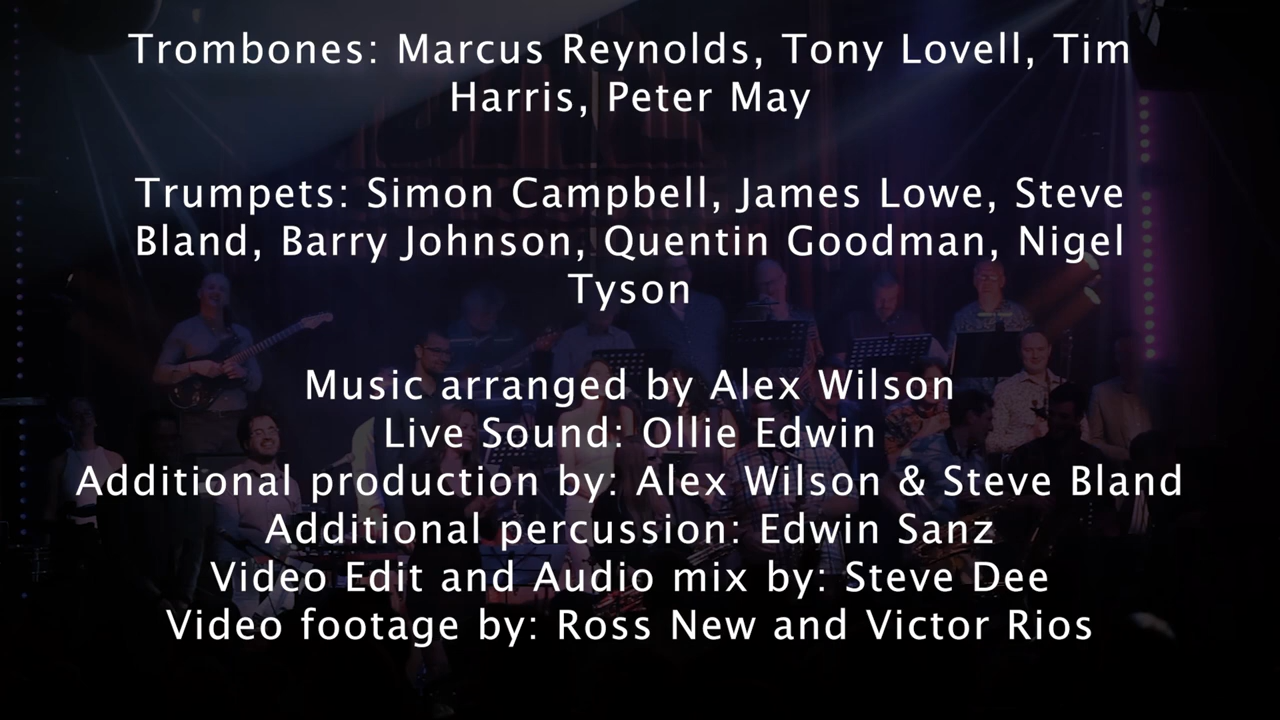 Trombones: Marcus Reynolds, Tony Lovell, Tim
Harris, Peter May
Trumpets: Simon Campbell, James Lowe, Steve
Bland, Barry Johnson, Quentin Goodman, Nigel
Tyson
Music arranged by Alex Wilson
Live Sound: Ollie Edwin
Additional production by: Alex Wilson & Steve Bland
Additional percussion: Edwin Sanz
Video Edit and Audio mix by: Steve Dee
Video footage by: Ross New and Victor Rios